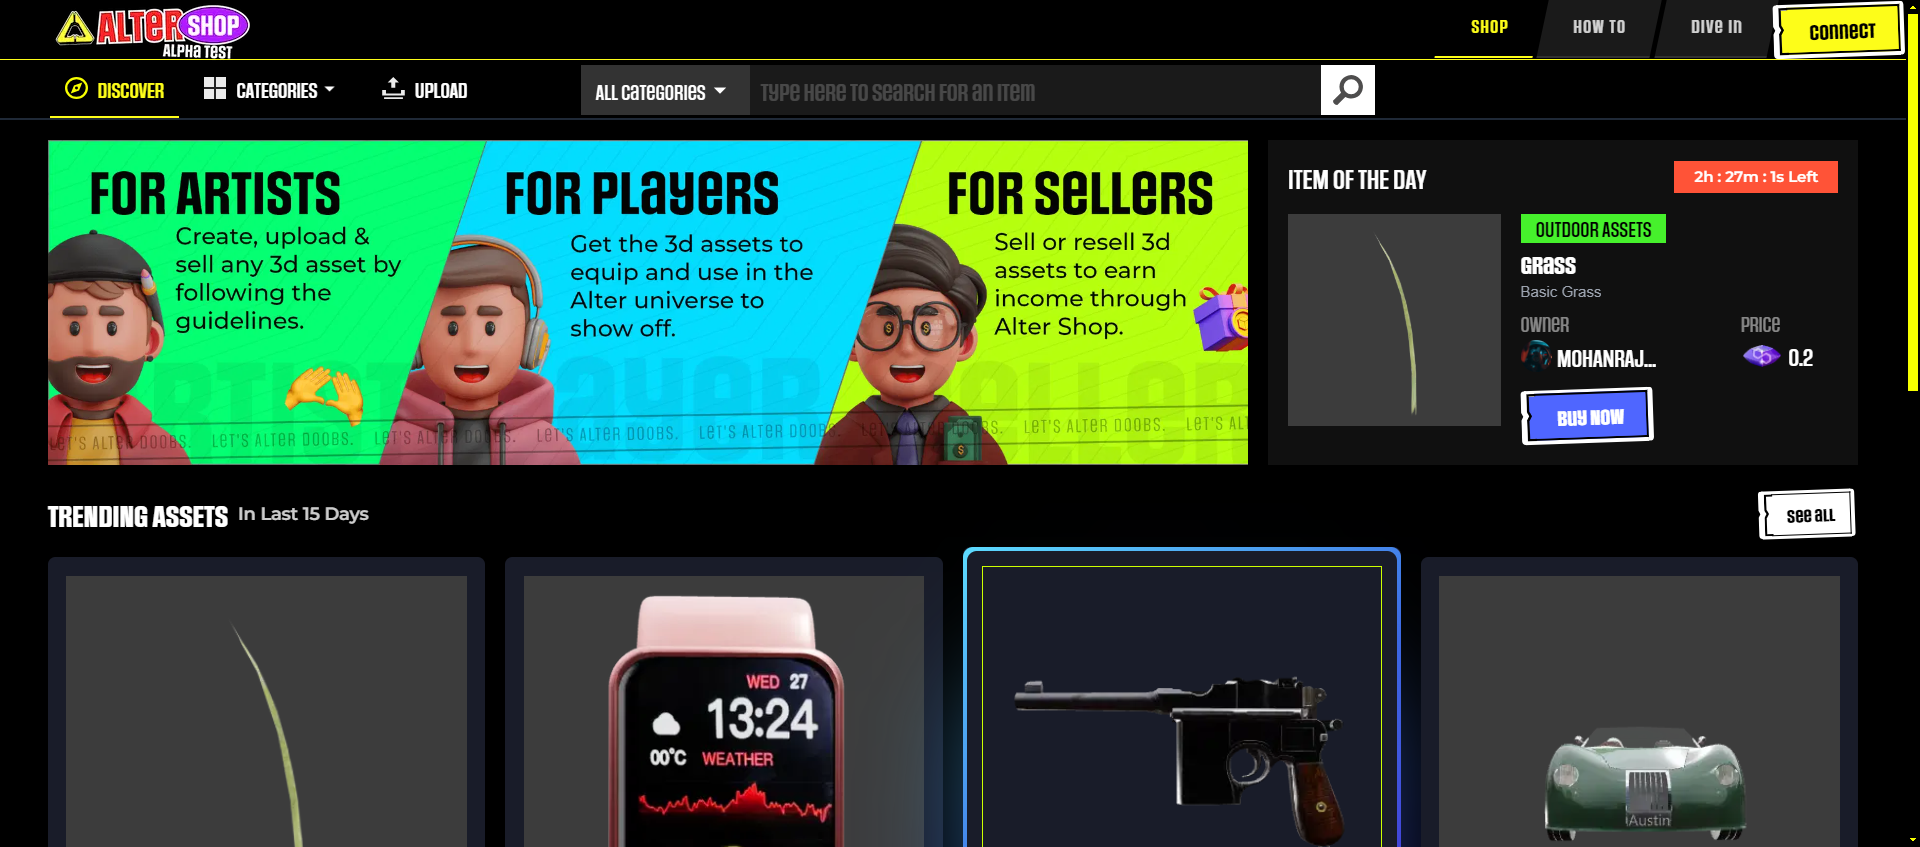 ALTER SHOP
ALPHA TEST
SHOP
HOW TO
DIVE IN
CONNECT
DISCOVER
CATEGORIES
UPLOAD
ALL CATEGORIES
TYPE HERE TO SEARCH FOR AN ITEM
FOR ARTISTS
Create, upload &
sell any 3d asset by
following the
guidelines.
FOR PLAYERS
Get the 3d assets to
equip and use in the
Alter universe to
show off.
FOR SELLERS
Sell or resell 3d
assets to earn
income through
Alter Shop.
LET'S ALTER DOOBS. LET'S ALTER DOOBS. LET'S ALTER DOOBS. LET'S ALTER DOOBS. LET'S ALTER DOOBS. LET'S ALTER DOOBS. LET'S ALTER DOOBS. LET'S ALT
ITEM OF THE DAY
2h : 27m : 1s Left
OUTDOOR ASSETS
GRASS
Basic Grass
OWNER
MOHANRAJ...
PRICE
0.2
BUY NOW
TRENDING ASSETS
In Last 15 Days
SEE ALL
WED 27
13:24
00°C WEATHER
Austin